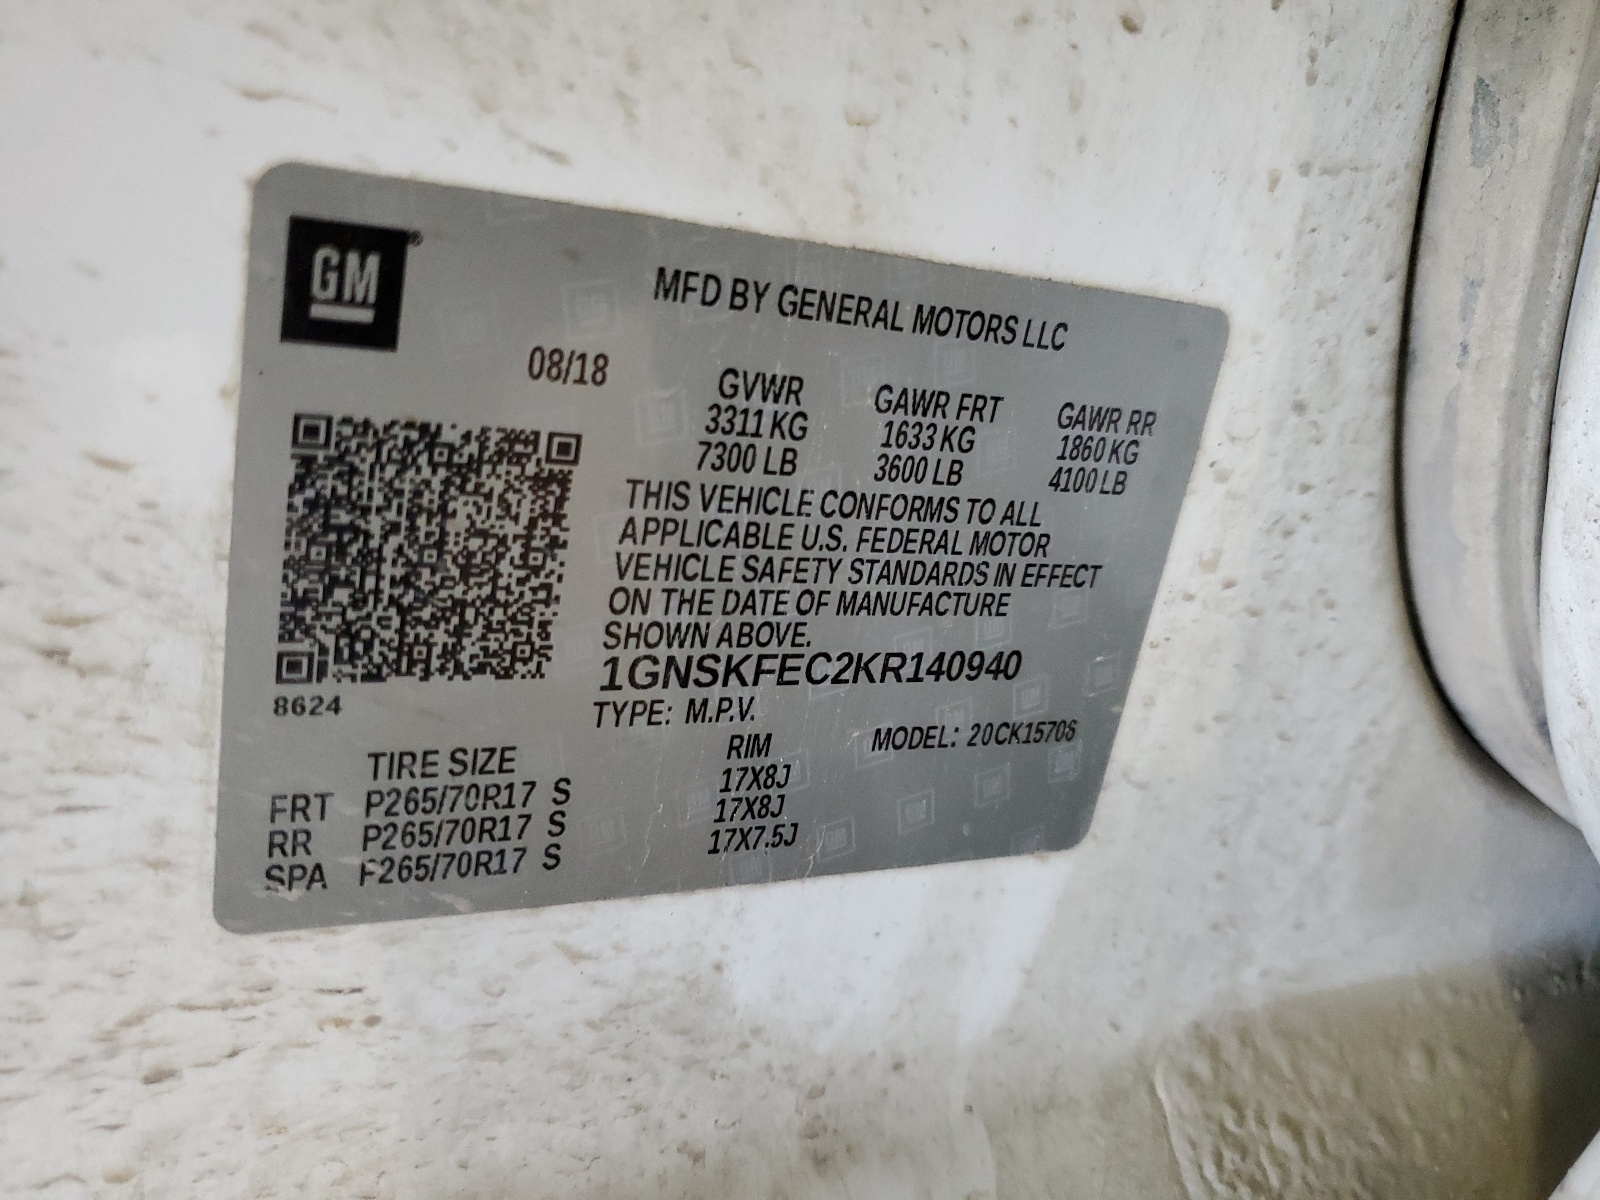 GM®
MFD BY GENERAL MOTORS LLC
08/18
GVWR GAWR FRT GAWR RR
3311 KG 1633 KG 1860 KG
7300 LB 3600 LB 4100 LB
THIS VEHICLE CONFORMS TO ALL
APPLICABLE U.S. FEDERAL MOTOR
VEHICLE SAFETY STANDARDS IN EFFECT
ON THE DATE OF MANUFACTURE
SHOWN ABOVE.
1GNSKFEC2KR140940
8624
TYPE: M.P.V. MODEL: 20CK15706
TIRE SIZE RIM
FRT P265/70R17 S 17X8J
RR P265/70R17 S 17X8J
SPA P265/70R17 S 17X7.5J